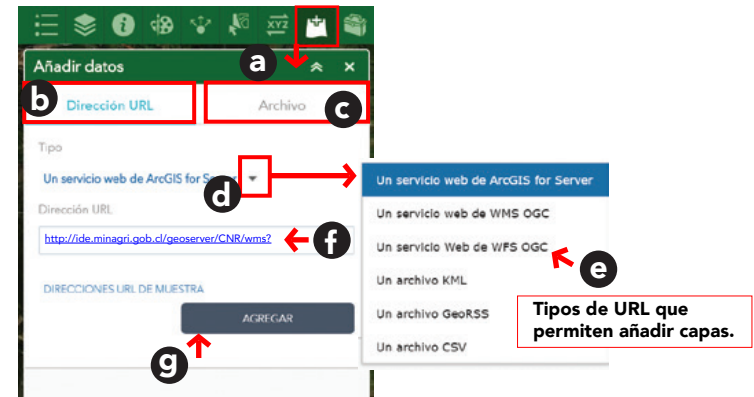 XYZ
a
Añadir datos
b
Dirección URL
Archivo
c
Tipo
Un servicio web de ArcGIS for Server
d
Dirección URL
http://ide.minagri.gob.cl/geoserver/CNR/wms?
f
DIRECCIONES URL DE MUESTRA
AGREGAR
g
Un servicio web de ArcGIS for Server
Un servicio web de WMS OGC
Un servicio Web de WFS OGC
e
Un archivo KML
Un archivo GeoRSS
Un archivo CSV
Tipos de URL que
permiten añadir capas.